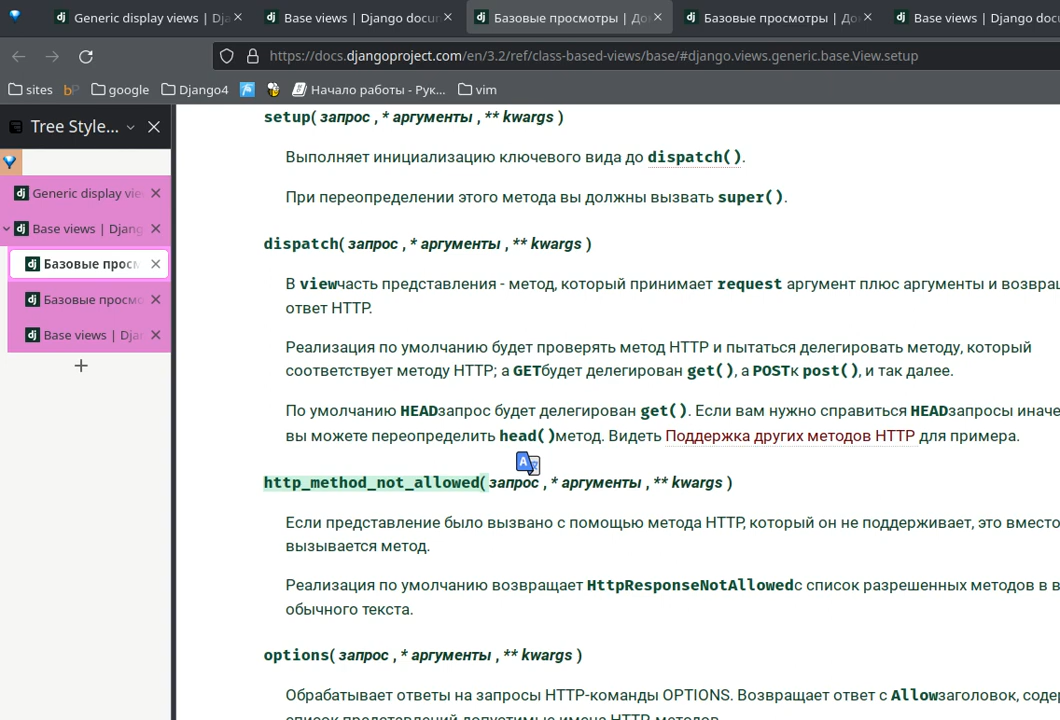 Generic display views | Dja
Base views | Django docur
Базовые просмотры | До
Базовые просмотры | До
Base views | Django docu
https://docs.djangoproject.com/en/3.2/ref/class-based-views/base/#django.views.generic.base.View.setup
sites
google
Django4
Начало работы - Рук...
vim
Tree Style...
setup( запрос , * аргументы , ** kwargs )
Выполняет инициализацию ключевого вида до dispatch().
При переопределении этого метода вы должны вызвать super().
Generic display vie
Base views | Djang
dispatch( запрос , * аргументы , ** kwargs )
Базовые просм
В viewчасть представления - метод, который принимает request аргумент плюс аргументы и возвращ
ответ HTTP.
Базовые просмо
Base views | Djar
Реализация по умолчанию будет проверять метод HTTP и пытаться делегировать методу, который
соответствует методу HTTP; а GETбудет делегирован get(), а POSTк post(), и так далее.
По умолчанию HEADзапрос будет делегирован get(). Если вам нужно справиться HEADзапросы иначе
вы можете переопределить head()метод. Видеть Поддержка других методов HTTP для примера.
http_method_not_allowed( запрос , * аргументы , ** kwargs )
Если представление было вызвано с помощью метода HTTP, который он не поддерживает, это вместо
вызывается метод.
Реализация по умолчанию возвращает HttpResponseNotAllowedс список разрешенных методов в в
обычного текста.
options( запрос , * аргументы , ** kwargs )
Обрабатывает ответы на запросы HTTP-команды OPTIONS. Возвращает ответ с Allowзаголовок, соде
список представлений допустимые имена HTTP-методов.